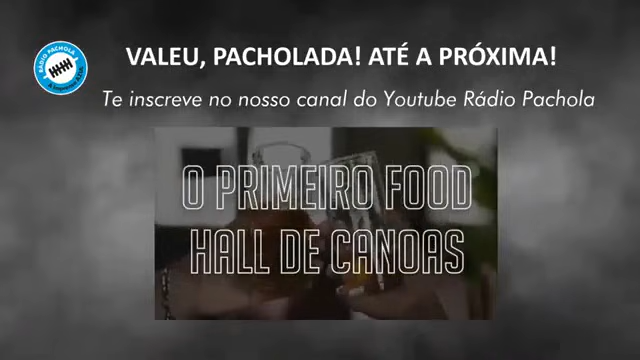 VALEU, PACHOLADA! ATÉ A PRÓXIMA!
Te inscreve no nosso canal do Youtube Rádio Pachola
RÁDIO PACHOLA
O PRIMEIRO FOOD
HALL DE CANOAS